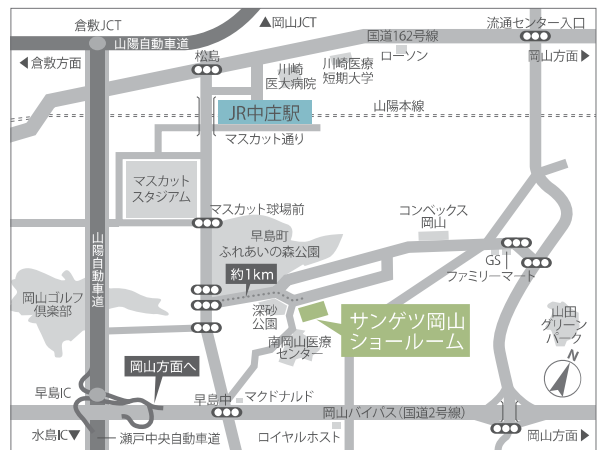 倉敷JCT
▲岡山JCT
流通センター入口
国道162号線
山陽自動車道
岡山方面▶
◀倉敷方面
松島
ローソン
川崎
医大病院
川崎医療
短期大学
JR中庄駅
山陽本線
マスカット通り
マスカット
スタジアム
マスカット球場前
コンベックス
岡山
早島町
ふれあいの森公園
山陽自動車道
GS
ファミリーマート
約1km
岡山ゴルフ
倶楽部
深砂
公園
サンゲツ岡山
ショールーム
山田
グリーン
パーク
南岡山医療
センター
N
岡山方面へ
早島IC
早島中
マクドナルド
岡山バイパス(国道2号線)
水島IC▼
瀬戸中央自動車道
ロイヤルホスト
岡山方面▶